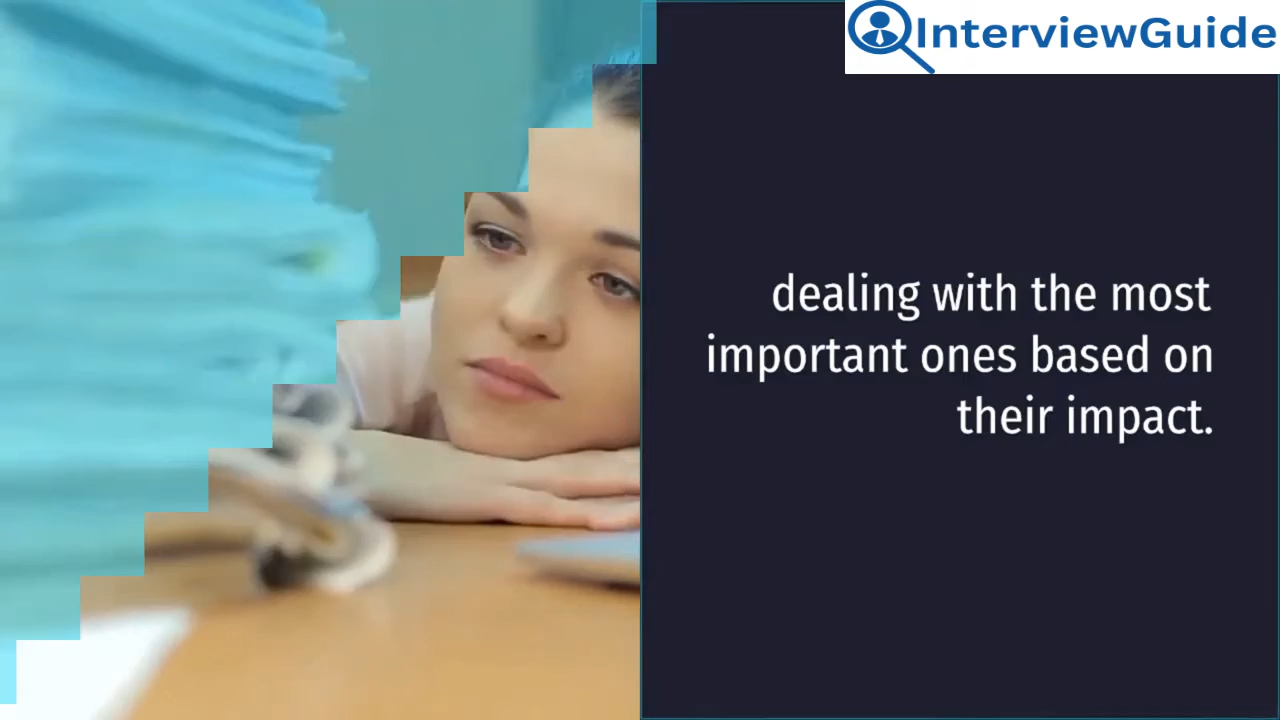 InterviewGuide
dealing with the most
important ones based on
their impact.